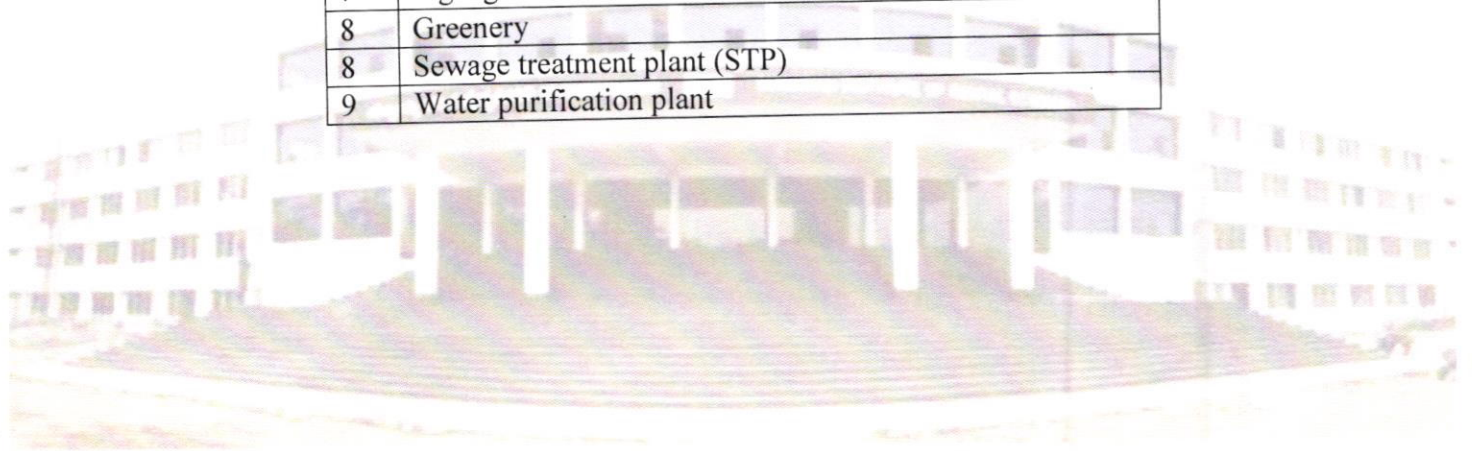 8 Greenery
8 Sewage treatment plant (STP)
9 Water purification plant